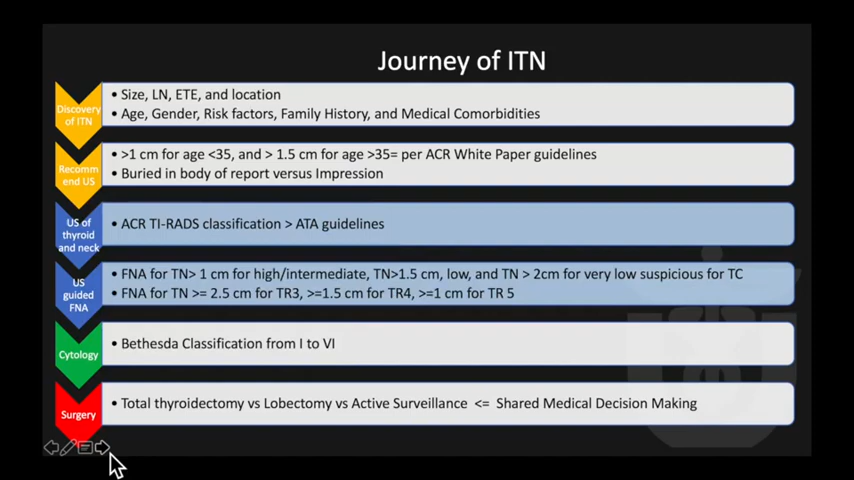 Journey of ITN
Discovery
of ITN
• Size, LN, ETE, and location
• Age, Gender, Risk factors, Family History, and Medical Comorbidities
Recomm
end US
• >1 cm for age <35, and > 1.5 cm for age >35= per ACR White Paper guidelines
• Buried in body of report versus Impression
US of
thyroid
and neck
• ACR TI-RADS classification > ATA guidelines
US
guided
FNA
• FNA for TN> 1 cm for high/intermediate, TN>1.5 cm, low, and TN > 2cm for very low suspicious for TC
• FNA for TN >= 2.5 cm for TR3, >=1.5 cm for TR4, >=1 cm for TR 5
Cytology
• Bethesda Classification from I to VI
Surgery
• Total thyroidectomy vs Lobectomy vs Active Surveillance <= Shared Medical Decision Making